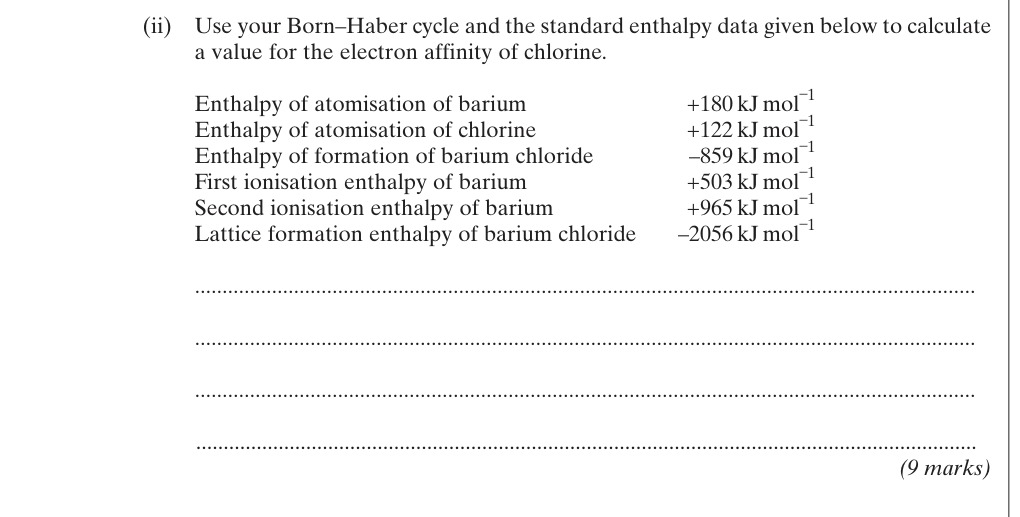 (ii) Use your Born–Haber cycle and the standard enthalpy data given below to calculate
a value for the electron affinity of chlorine.
Enthalpy of atomisation of barium +180 kJ mol⁻¹
Enthalpy of atomisation of chlorine +122 kJ mol⁻¹
Enthalpy of formation of barium chloride –859 kJ mol⁻¹
First ionisation enthalpy of barium +503 kJ mol⁻¹
Second ionisation enthalpy of barium +965 kJ mol⁻¹
Lattice formation enthalpy of barium chloride –2056 kJ mol⁻¹
(9 marks)